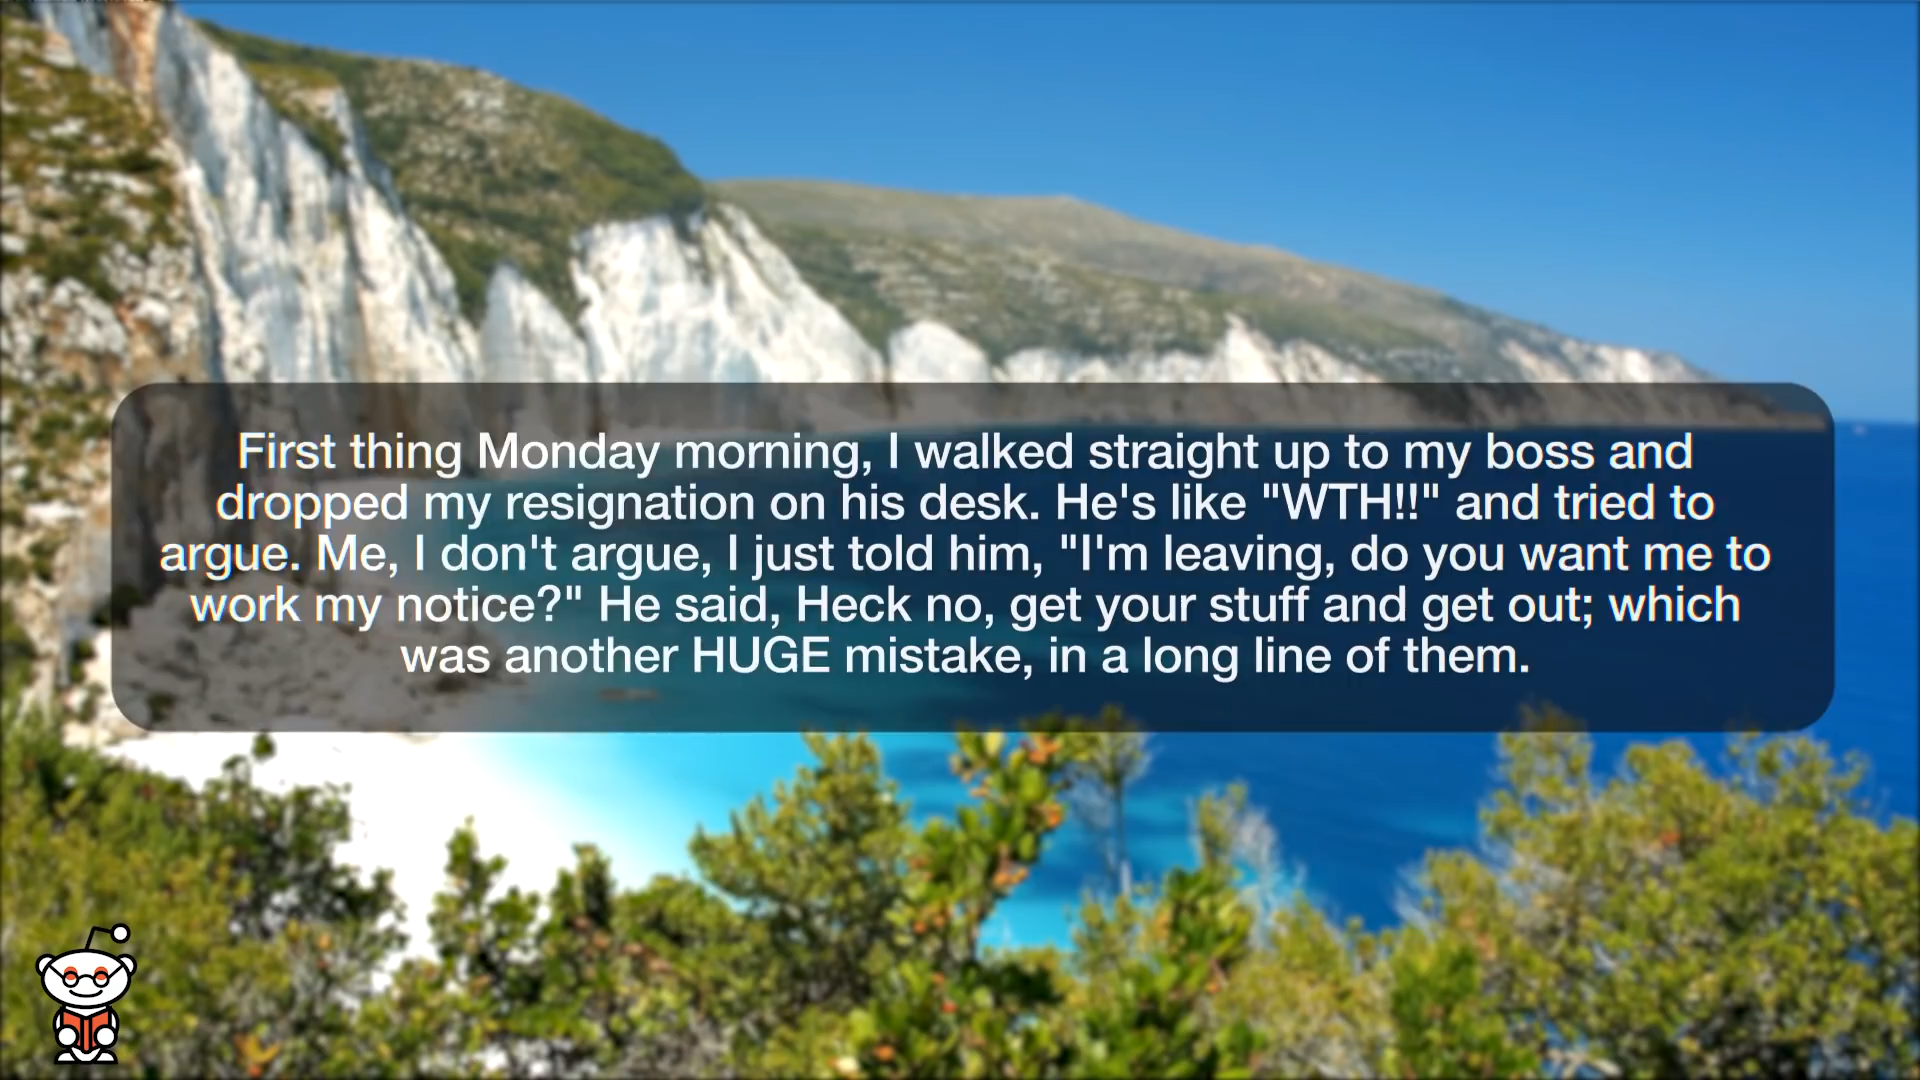 First thing Monday morning, I walked straight up to my boss and
dropped my resignation on his desk. He's like "WTH!!" and tried to
argue. Me, I don't argue, I just told him, "I'm leaving, do you want me to
work my notice?" He said, Heck no, get your stuff and get out; which
was another HUGE mistake, in a long line of them.